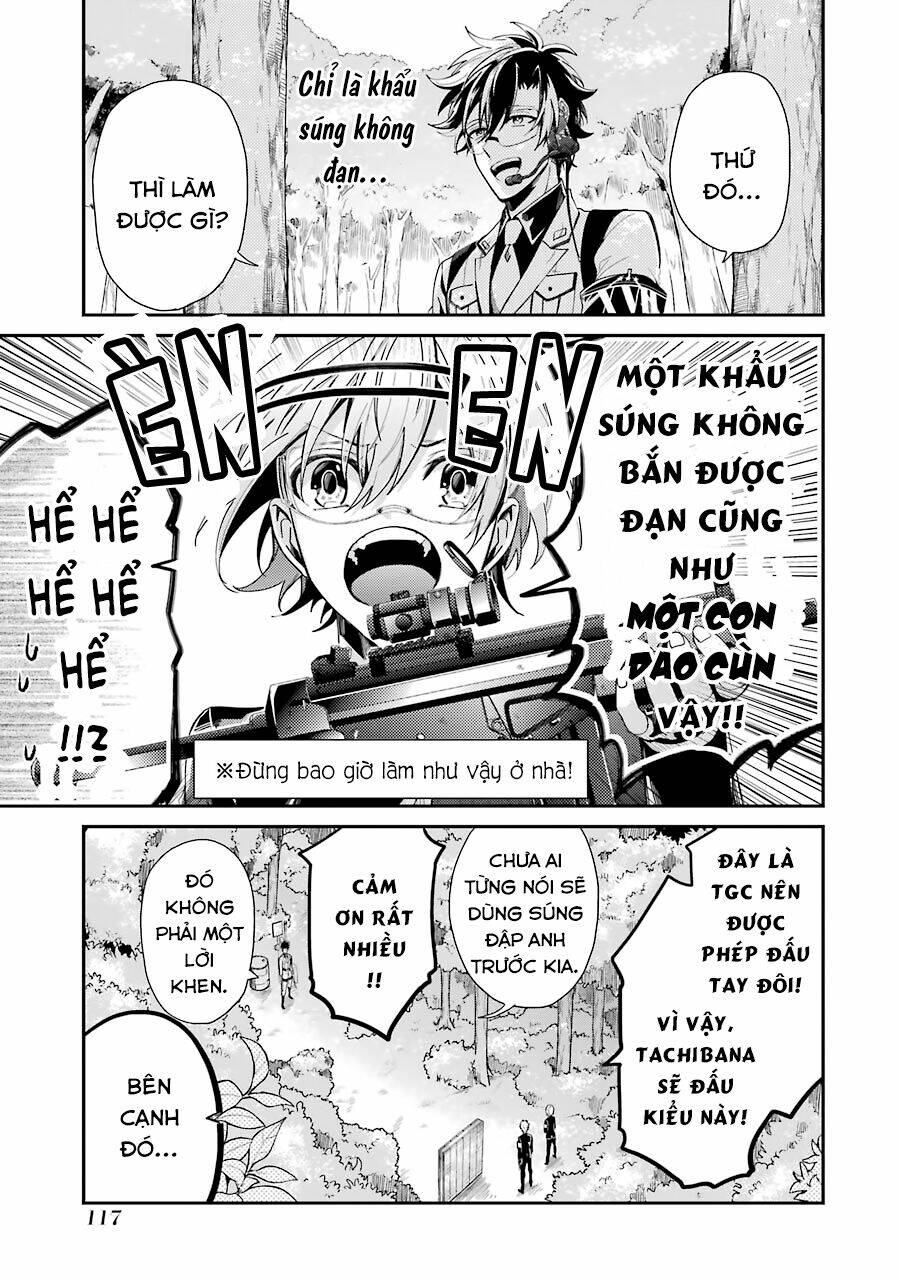 THỨ
ĐÓ...
Chỉ là khẩu
súng không
đạn...
THÌ LÀM
ĐƯỢC GÌ?
XVII
MỘT KHẨU
SÚNG KHÔNG
BẮN ĐƯỢC
ĐẠN CŨNG
NHƯ
MỘT CON
DAO CÙN
VẬY!!
EN
ÈN
HỂ HỂ
HỂ HỂ
HỂ
!!?
※Đừng bao giờ làm như vậy ở nhà!
ĐÂY LÀ
TGC NÊN
ĐƯỢC
PHÉP ĐẤU
TAY ĐÔI!
VÌ VẬY,
TACHIBANA
SẼ ĐẤU
KIỂU NÀY!
CHƯA AI
TỪNG NÓI SẼ
DÙNG SÚNG
ĐẬP ANH
TRƯỚC KIA.
CẢM
ƠN RẤT
NHIỀU
!!
ĐÓ
KHÔNG
PHẢI MỘT
LỜI
KHEN.
BÊN
CẠNH
ĐÓ...
117